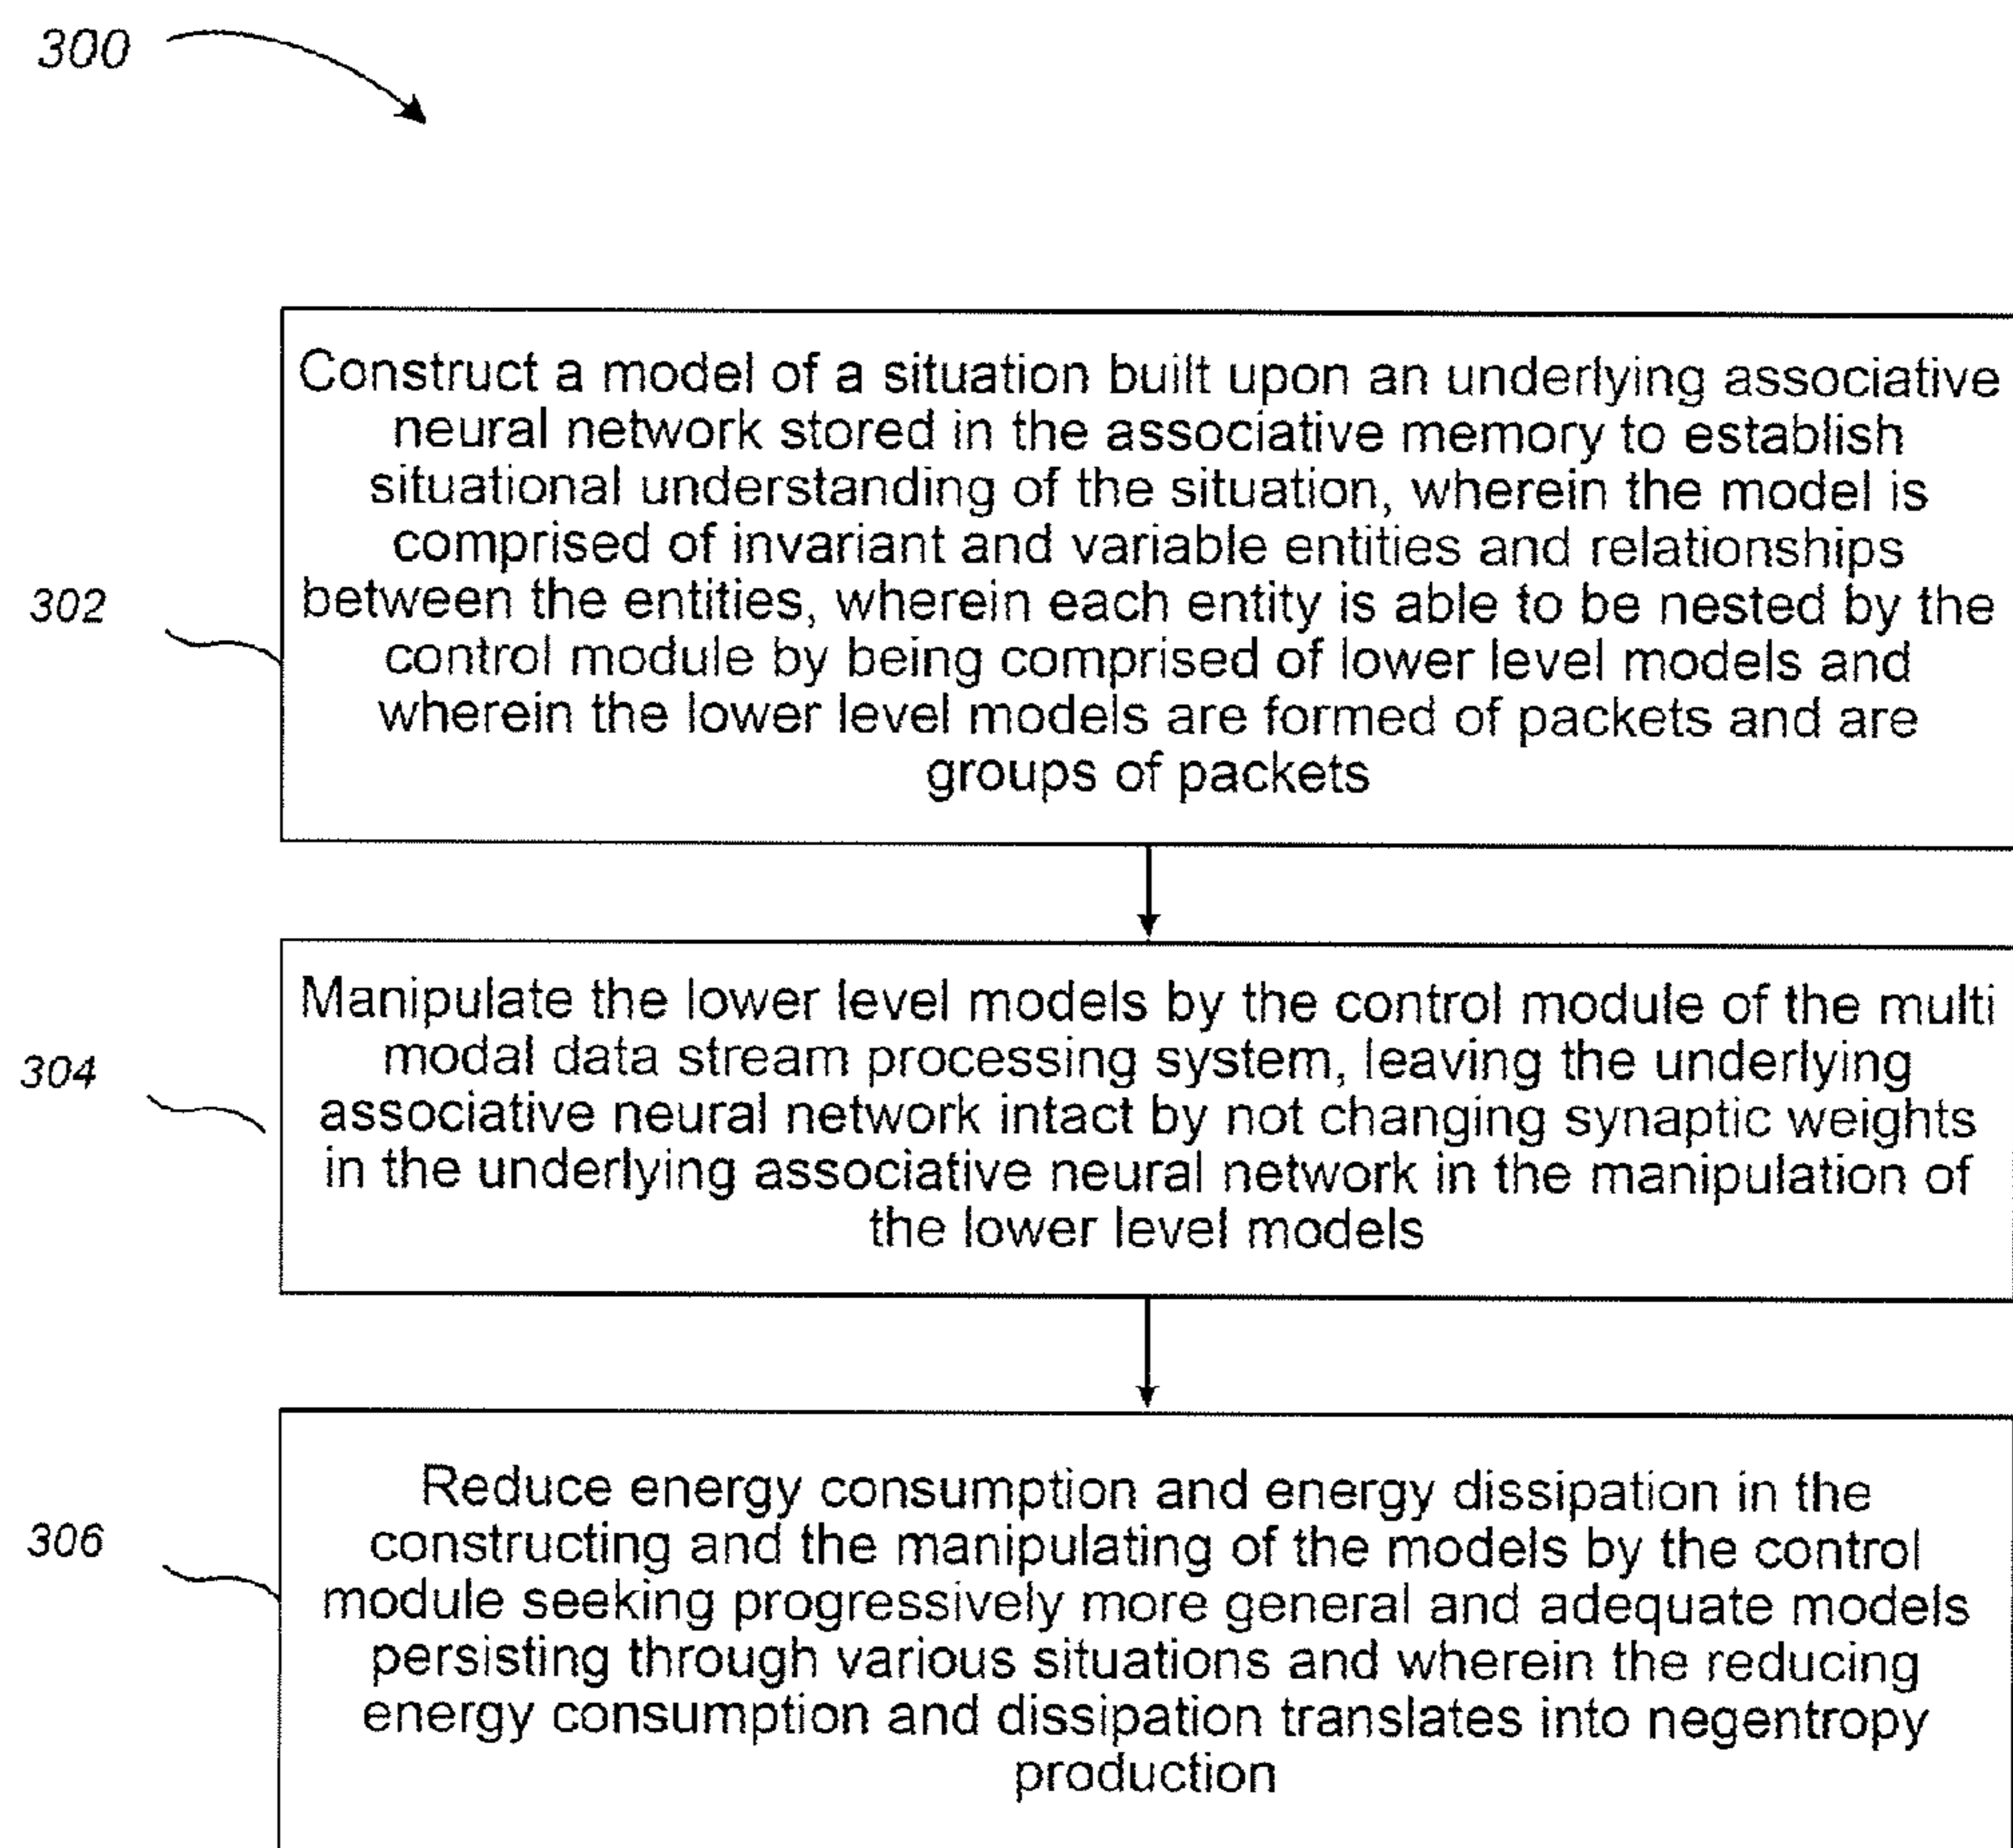 300
Construct a model of a situation built upon an underlying associative
neural network stored in the associative memory to establish
situational understanding of the situation, wherein the model is
comprised of invariant and variable entities and relationships
between the entities, wherein each entity is able to be nested by the
control module by being comprised of lower level models and
wherein the lower level models are formed of packets and are
groups of packets
302
Manipulate the lower level models by the control module of the multi
modal data stream processing system, leaving the underlying
associative neural network intact by not changing synaptic weights
in the underlying associative neural network in the manipulation of
the lower level models
304
Reduce energy consumption and energy dissipation in the
constructing and the manipulating of the models by the control
module seeking progressively more general and adequate models
persisting through various situations and wherein the reducing
energy consumption and dissipation translates into negentropy
production
306